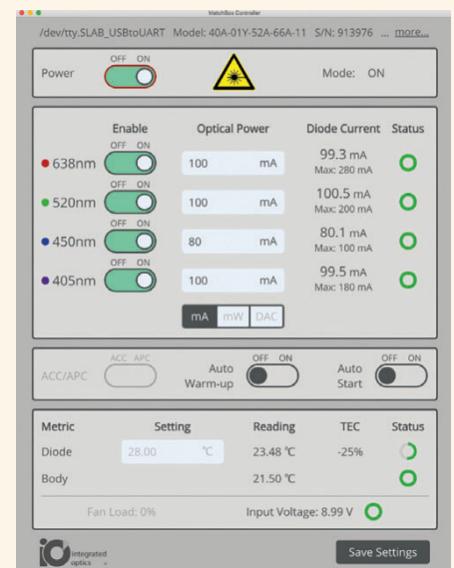 MatchBox Controller
/dev/tty.SLAB_USBtoUART Model: 40A-01Y-52A-66A-11 S/N: 913976 ... more...
OFF ON
Power Mode: ON
Enable Optical Power Diode Current Status
OFF ON
638nm 100 mA 99.3 mA
Max: 280 mA
OFF ON
520nm 100 mA 100.5 mA
Max: 200 mA
OFF ON
450nm 80 mA 80.1 mA
Max: 100 mA
OFF ON
405nm 100 mA 99.5 mA
Max: 180 mA
mA mW DAC
ACC APC OFF ON OFF ON
ACC/APC Auto Warm-up Auto Start
Metric Setting Reading TEC Status
Diode 28.00 °C 23.48 °C -25%
Body 21.50 °C
Fan Load: 0% Input Voltage: 8.99 V
integrated
optics
Save Settings